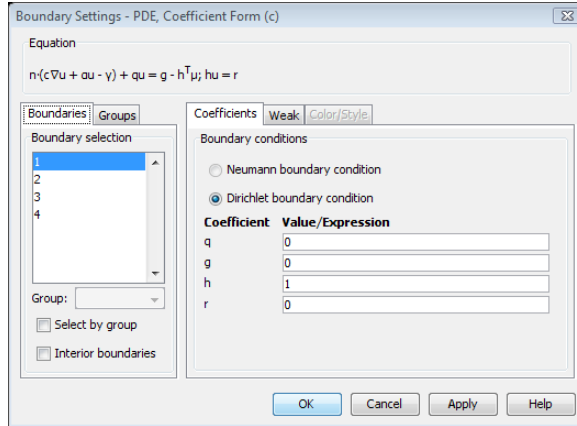 Boundary Settings - PDE, Coefficient Form (c)
Equation
n·(c∇u + αu - γ) + qu = g - hᵀμ; hu = r
Boundaries Groups
Boundary selection
1
2
3
4
Group:
Select by group
Interior boundaries
Coefficients Weak Color/Style
Boundary conditions
Neumann boundary condition
Dirichlet boundary condition
Coefficient Value/Expression
q 0
g 0
h 1
r 0
OK Cancel Apply Help